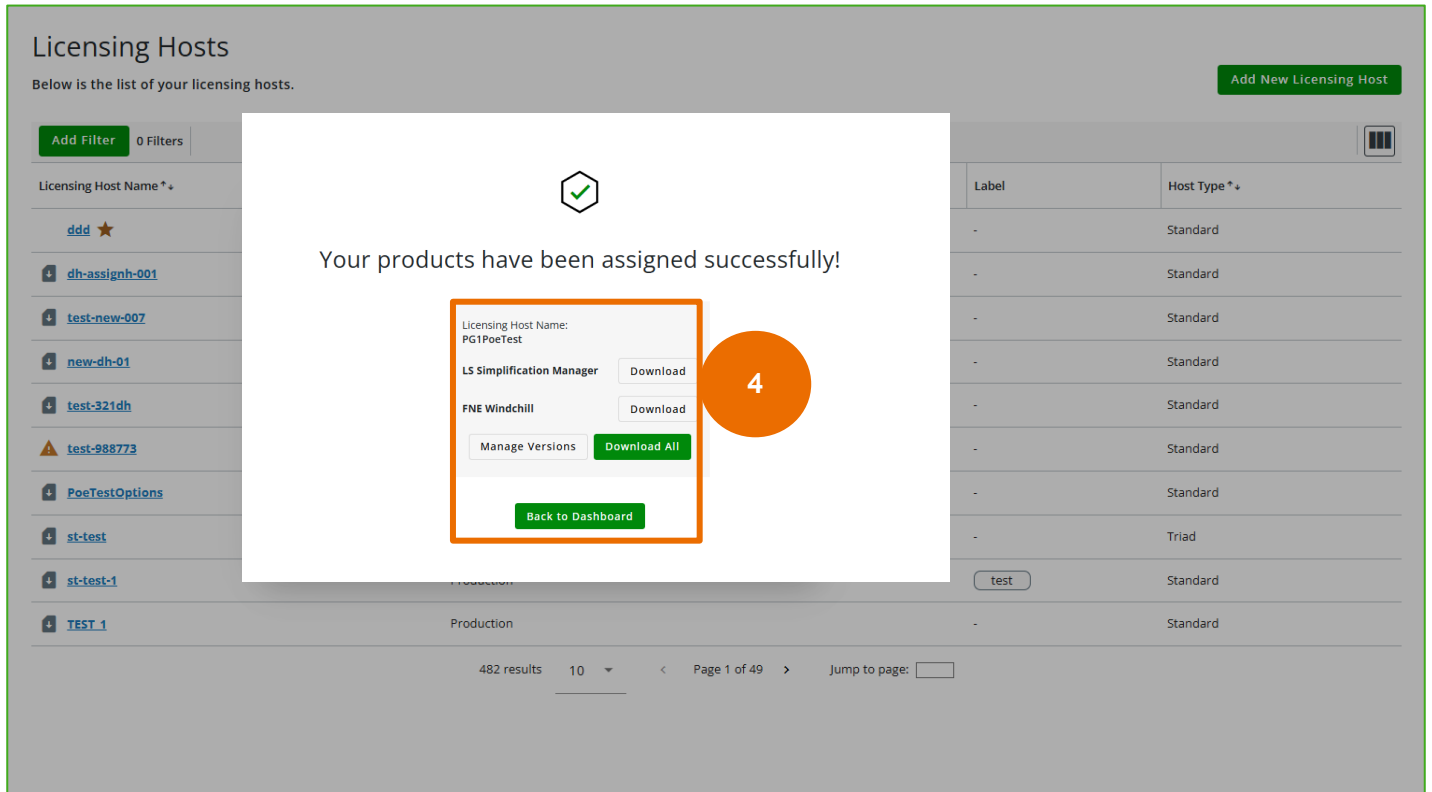 Licensing Hosts
Below is the list of your licensing hosts.
Add New Licensing Host
Add Filter 0 Filters
Licensing Host Name Label Host Type
ddd - Standard
dh-assignh-001 - Standard
test-new-007 - Standard
new-dh-01 - Standard
test-321dh - Standard
test-988773 - Standard
PoeTestOptions - Standard
st-test - Triad
st-test-1 Production test Standard
TEST 1 Production - Standard
482 results 10 < Page 1 of 49 > Jump to page:
Your products have been assigned successfully!
Licensing Host Name:
PG1PoeTest
LS Simplification Manager Download
FNE Windchill Download
Manage Versions Download All
Back to Dashboard
4